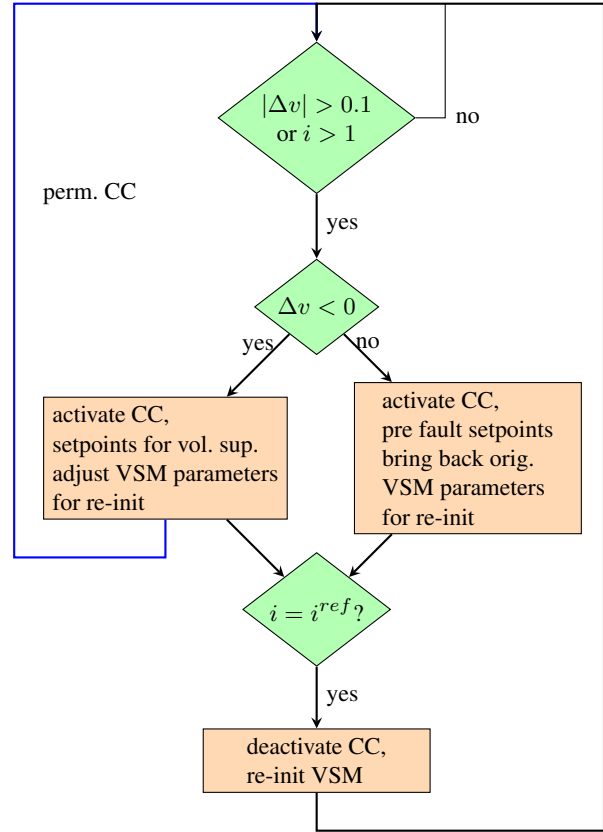 |Δv| > 0.1
or i > 1
no
perm. CC
yes
Δv < 0
yes
no
activate CC,
setpoints for vol. sup.
adjust VSM parameters
for re-init
activate CC,
pre fault setpoints
bring back orig.
VSM parameters
for re-init
i = i^{ref}?
yes
deactivate CC,
re-init VSM